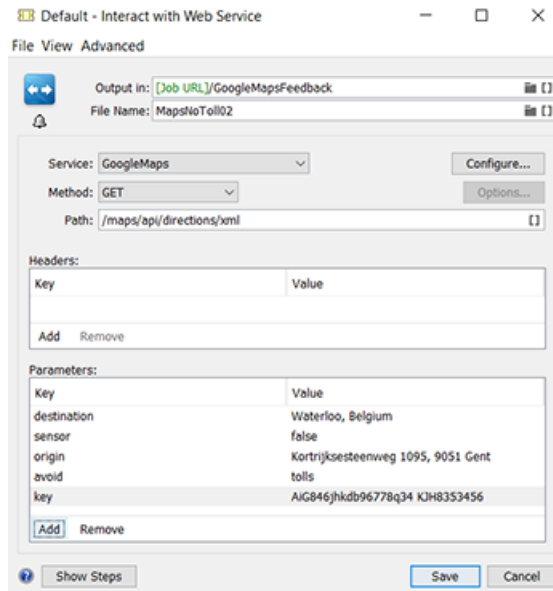 Default - Interact with Web Service
File View Advanced
Output in: [Job URL]/GoogleMapsFeedback
File Name: MapsNoToll02
Service: GoogleMaps Configure...
Method: GET Options...
Path: /maps/api/directions/xml
Headers:
Key Value
Add Remove
Parameters:
Key Value
destination Waterloo, Belgium
sensor false
origin Kortrijksesteenweg 1095, 9051 Gent
avoid tolls
key AiG846jhkdb96778q34 KJH8353456
Add Remove
Show Steps Save Cancel